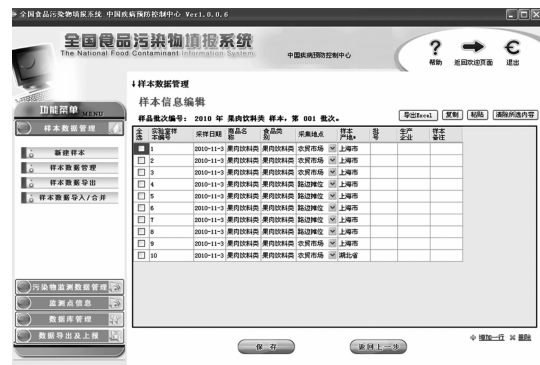 全国食品污染物填报系统 中国疾病预防控制中心 Ver1.0.0.6
全国食品污染物填报系统
The National Food Contaminant Information System
中国疾病预防控制中心
帮助 返回欢迎页面 退出
功能菜单 MENU
样本数据管理
新建样本
样本数据管理
样本数据导出
样本数据导入/合并
污染物监测数据管理
监测点信息
数据库管理
数据导出及上报
样本数据管理
样本信息编辑
样品批次编号: 2010 年 果肉饮料类 样本, 第 001 批次。
导出Excel 复制 粘贴 清除所选内容
全选 实验室样本编号 采样日期 商品名称 食品类别 采集地点 样本产地* 批号 生产企业 样本备注
1 2010-11-3 果肉饮料类 果肉饮料类 农贸市场 上海市
2 2010-11-3 果肉饮料类 果肉饮料类 农贸市场 上海市
3 2010-11-3 果肉饮料类 果肉饮料类 农贸市场 上海市
4 2010-11-3 果肉饮料类 果肉饮料类 路边摊位 上海市
5 2010-11-3 果肉饮料类 果肉饮料类 路边摊位 上海市
6 2010-11-3 果肉饮料类 果肉饮料类 路边摊位 上海市
7 2010-11-3 果肉饮料类 果肉饮料类 路边摊位 上海市
8 2010-11-3 果肉饮料类 果肉饮料类 路边摊位 上海市
9 2010-11-3 果肉饮料类 果肉饮料类 农贸市场 上海市
10 2010-11-3 果肉饮料类 果肉饮料类 农贸市场 湖北省
增加一行 删除
保 存 返回上一步